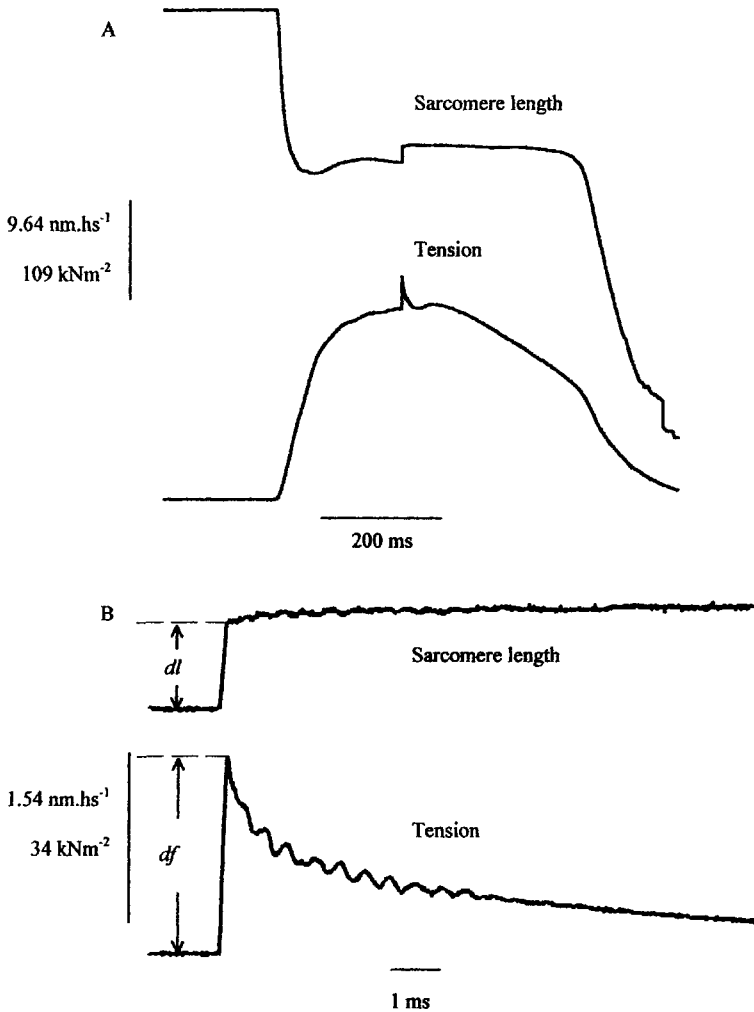 A
Sarcomere length
9.64 nm.hs⁻¹
109 kNm⁻²
Tension
200 ms
B
dl
Sarcomere length
1.54 nm.hs⁻¹
34 kNm⁻²
df
Tension
1 ms